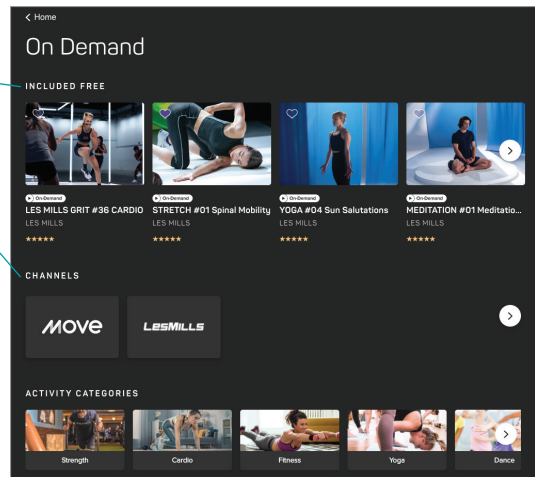 Home
On Demand
INCLUDED FREE
On-Demand On-Demand On-Demand On-Demand
LES MILLS GRIT #36 CARDIO STRETCH #01 Spinal Mobility YOGA #04 Sun Salutations MEDITATION #01 Meditatio...
LES MILLS LES MILLS LES MILLS LES MILLS
CHANNELS
MOVE LESMILLS
ACTIVITY CATEGORIES
Strength Cardio Fitness Yoga Dance